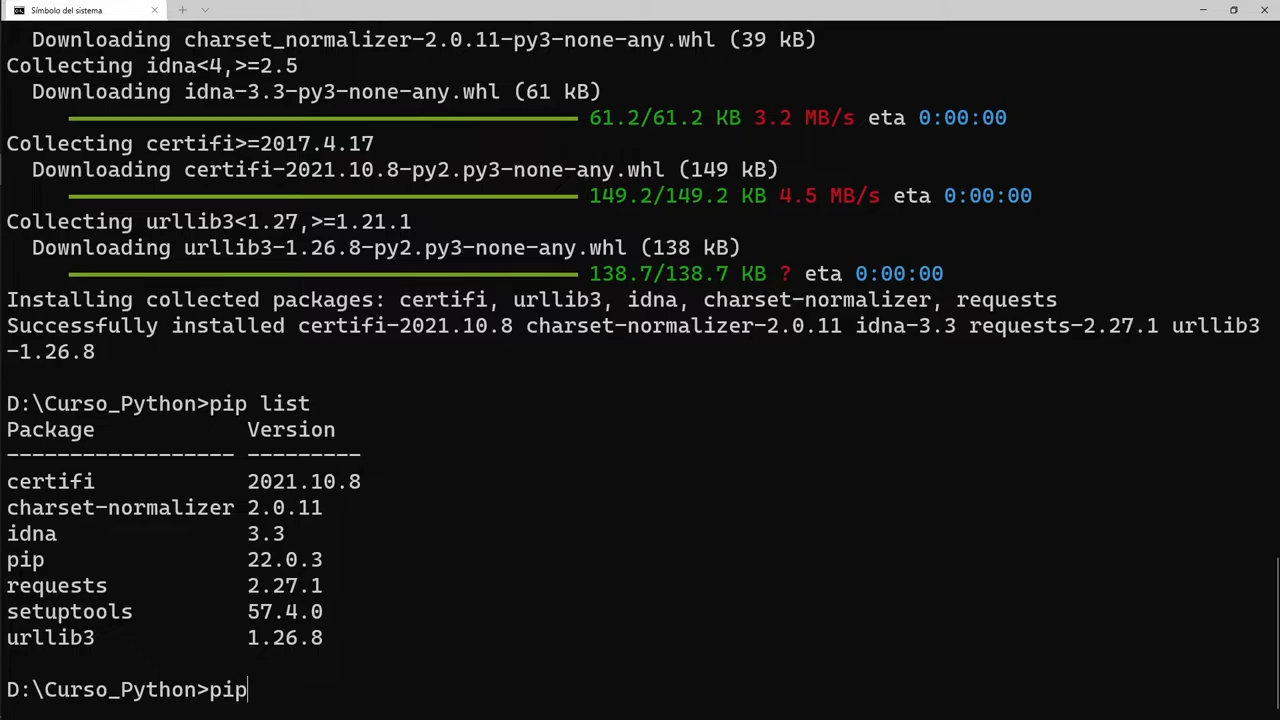 Símbolo del sistema
Downloading charset_normalizer-2.0.11-py3-none-any.whl (39 kB)
Collecting idna<4,>=2.5
Downloading idna-3.3-py3-none-any.whl (61 kB)
61.2/61.2 KB 3.2 MB/s eta 0:00:00
Collecting certifi>=2017.4.17
Downloading certifi-2021.10.8-py2.py3-none-any.whl (149 kB)
149.2/149.2 KB 4.5 MB/s eta 0:00:00
Collecting urllib3<1.27,>=1.21.1
Downloading urllib3-1.26.8-py2.py3-none-any.whl (138 kB)
138.7/138.7 KB ? eta 0:00:00
Installing collected packages: certifi, urllib3, idna, charset-normalizer, requests
Successfully installed certifi-2021.10.8 charset-normalizer-2.0.11 idna-3.3 requests-2.27.1 urllib3
-1.26.8
D:\Curso_Python>pip list
Package Version
------------------ ---------
certifi 2021.10.8
charset-normalizer 2.0.11
idna 3.3
pip 22.0.3
requests 2.27.1
setuptools 57.4.0
urllib3 1.26.8
D:\Curso_Python>pip